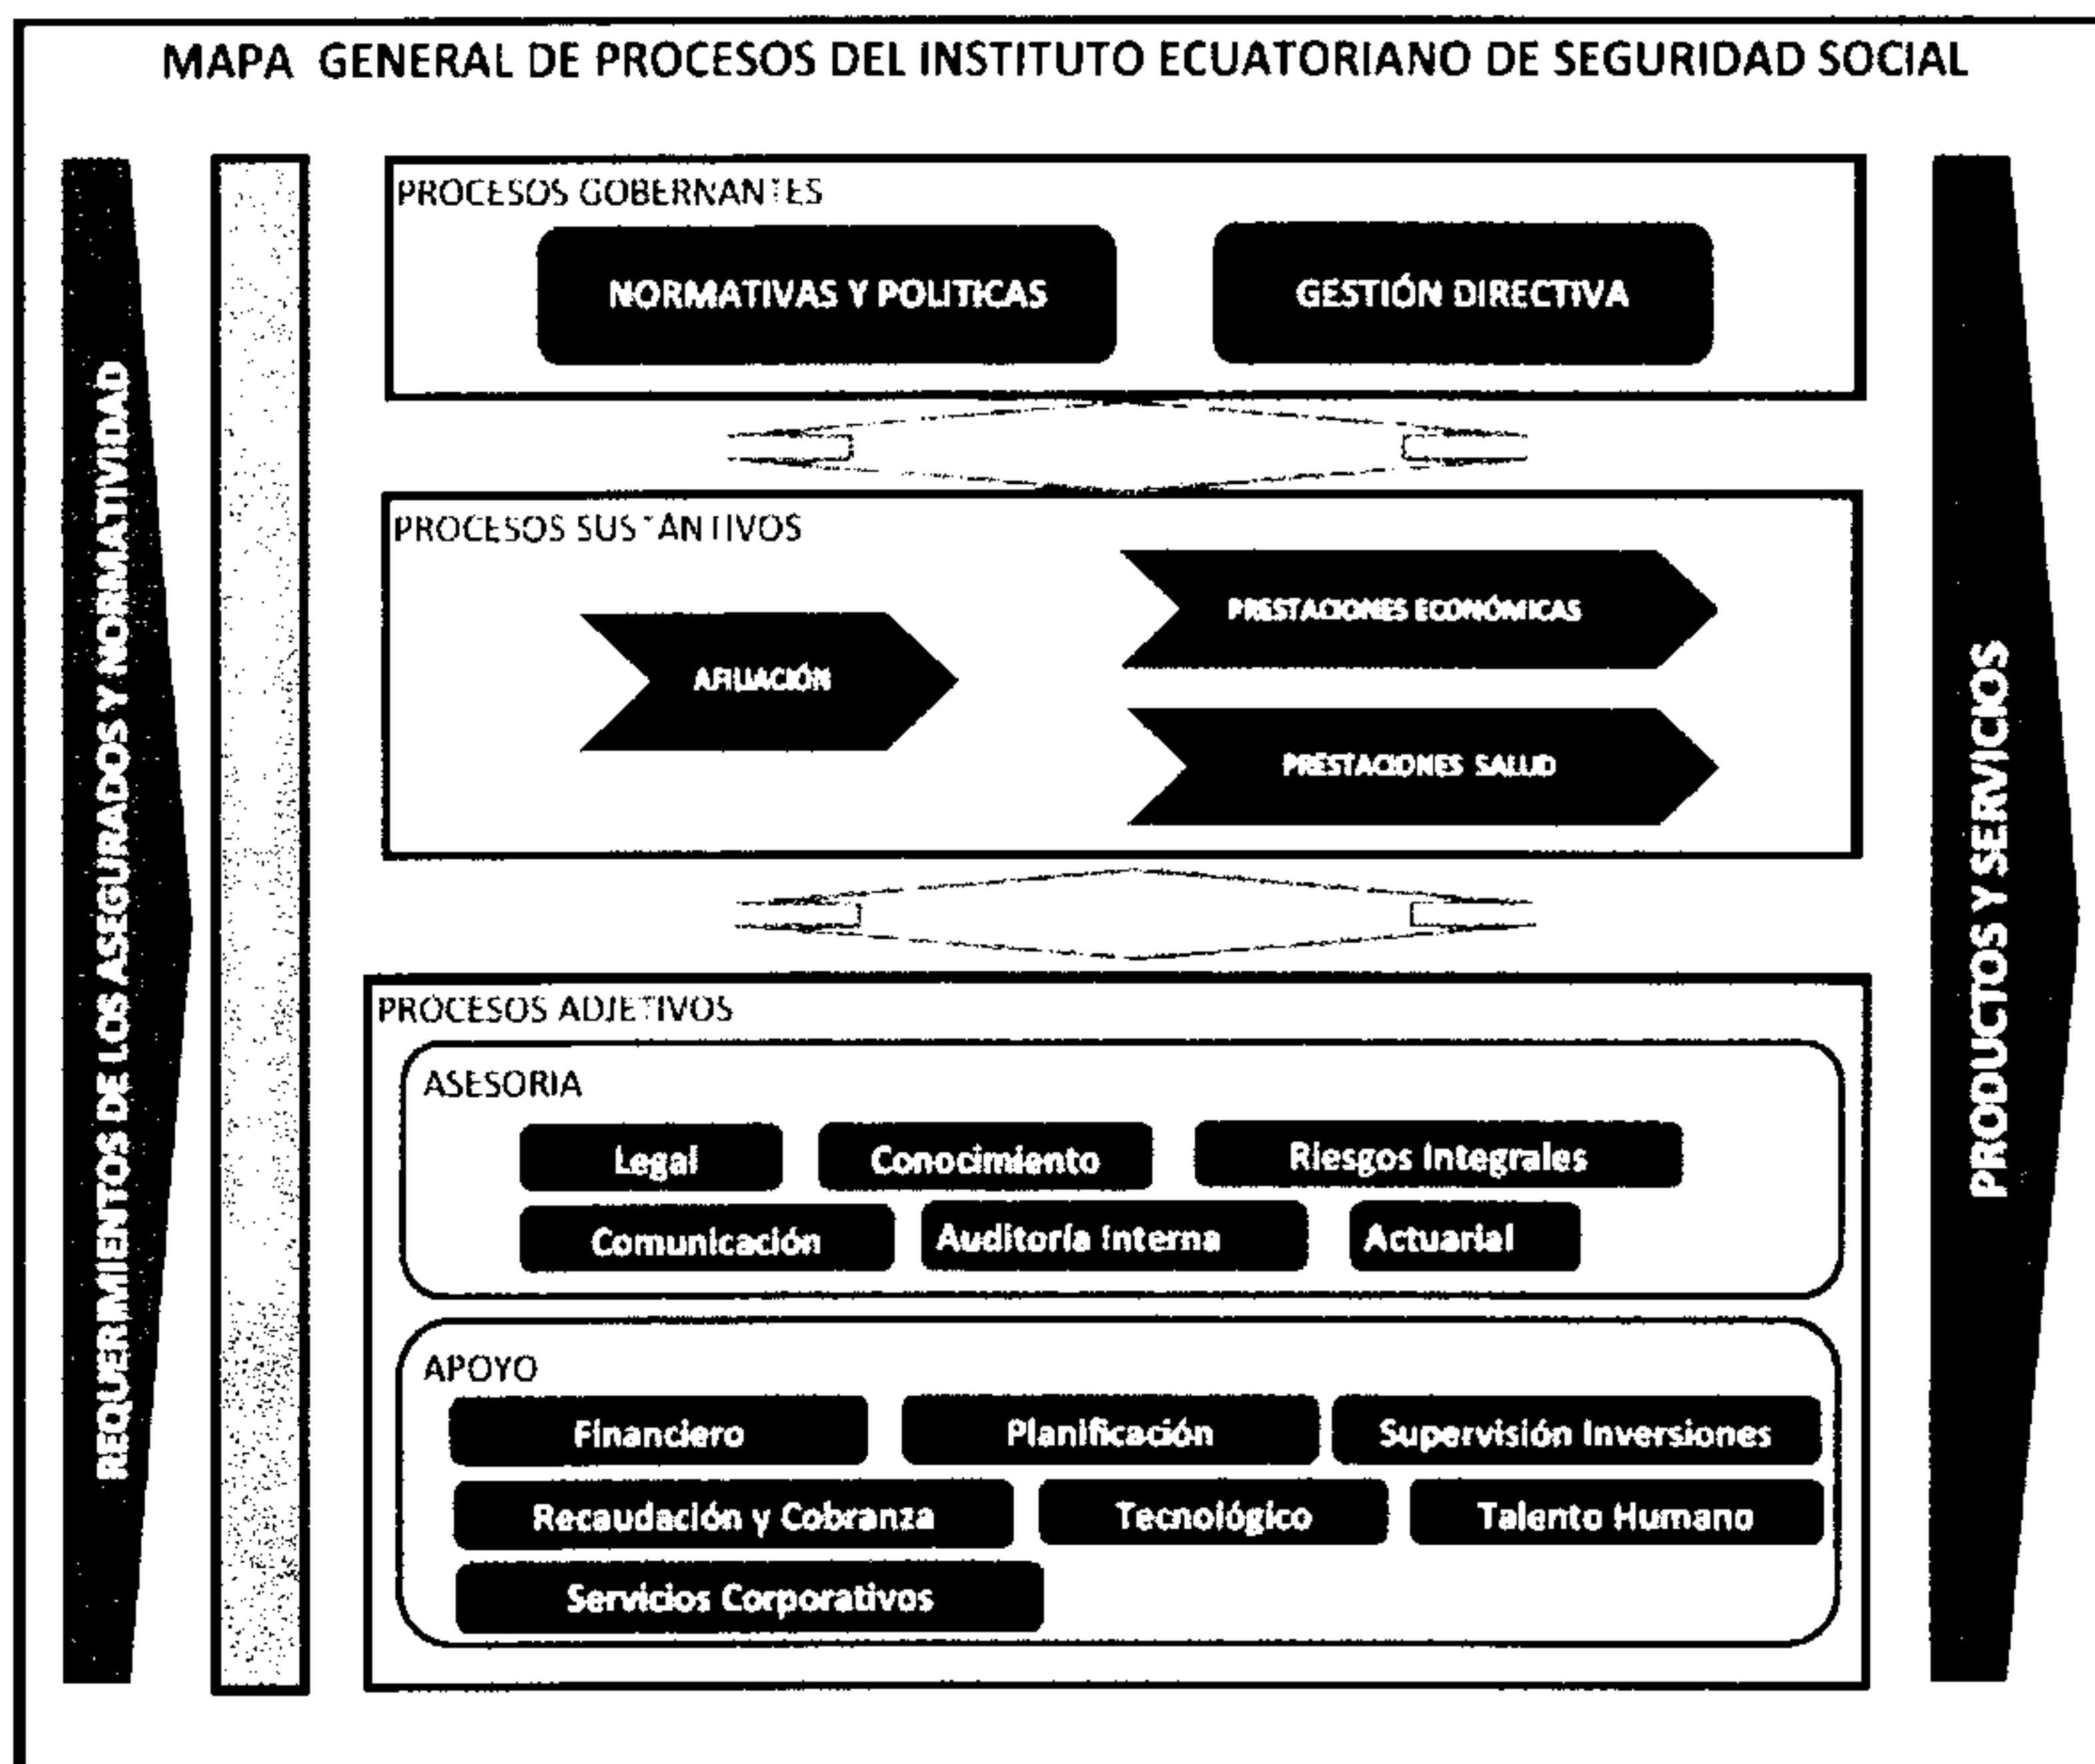 MAPA GENERAL DE PROCESOS DEL INSTITUTO ECUATORIANO DE SEGURIDAD SOCIAL
REQUERIMIENTOS DE LOS ASEGURADOS Y NORMATIVIDAD
PROCESOS GOBERNANTES
NORMATIVAS Y POLITICAS
GESTIÓN DIRECTIVA
PROCESOS SUSTANTIVOS
AFILIACIÓN
PRESTACIONES ECONÓMICAS
PRESTACIONES SALUD
PROCESOS ADJETIVOS
ASESORIA
Legal
Conocimiento
Riesgos Integrales
Comunicación
Auditoría Interna
Actuarial
APOYO
Financiero
Planificación
Supervisión Inversiones
Recaudación y Cobranza
Tecnológico
Talento Humano
Servicios Corporativos
PRODUCTOS Y SERVICIOS